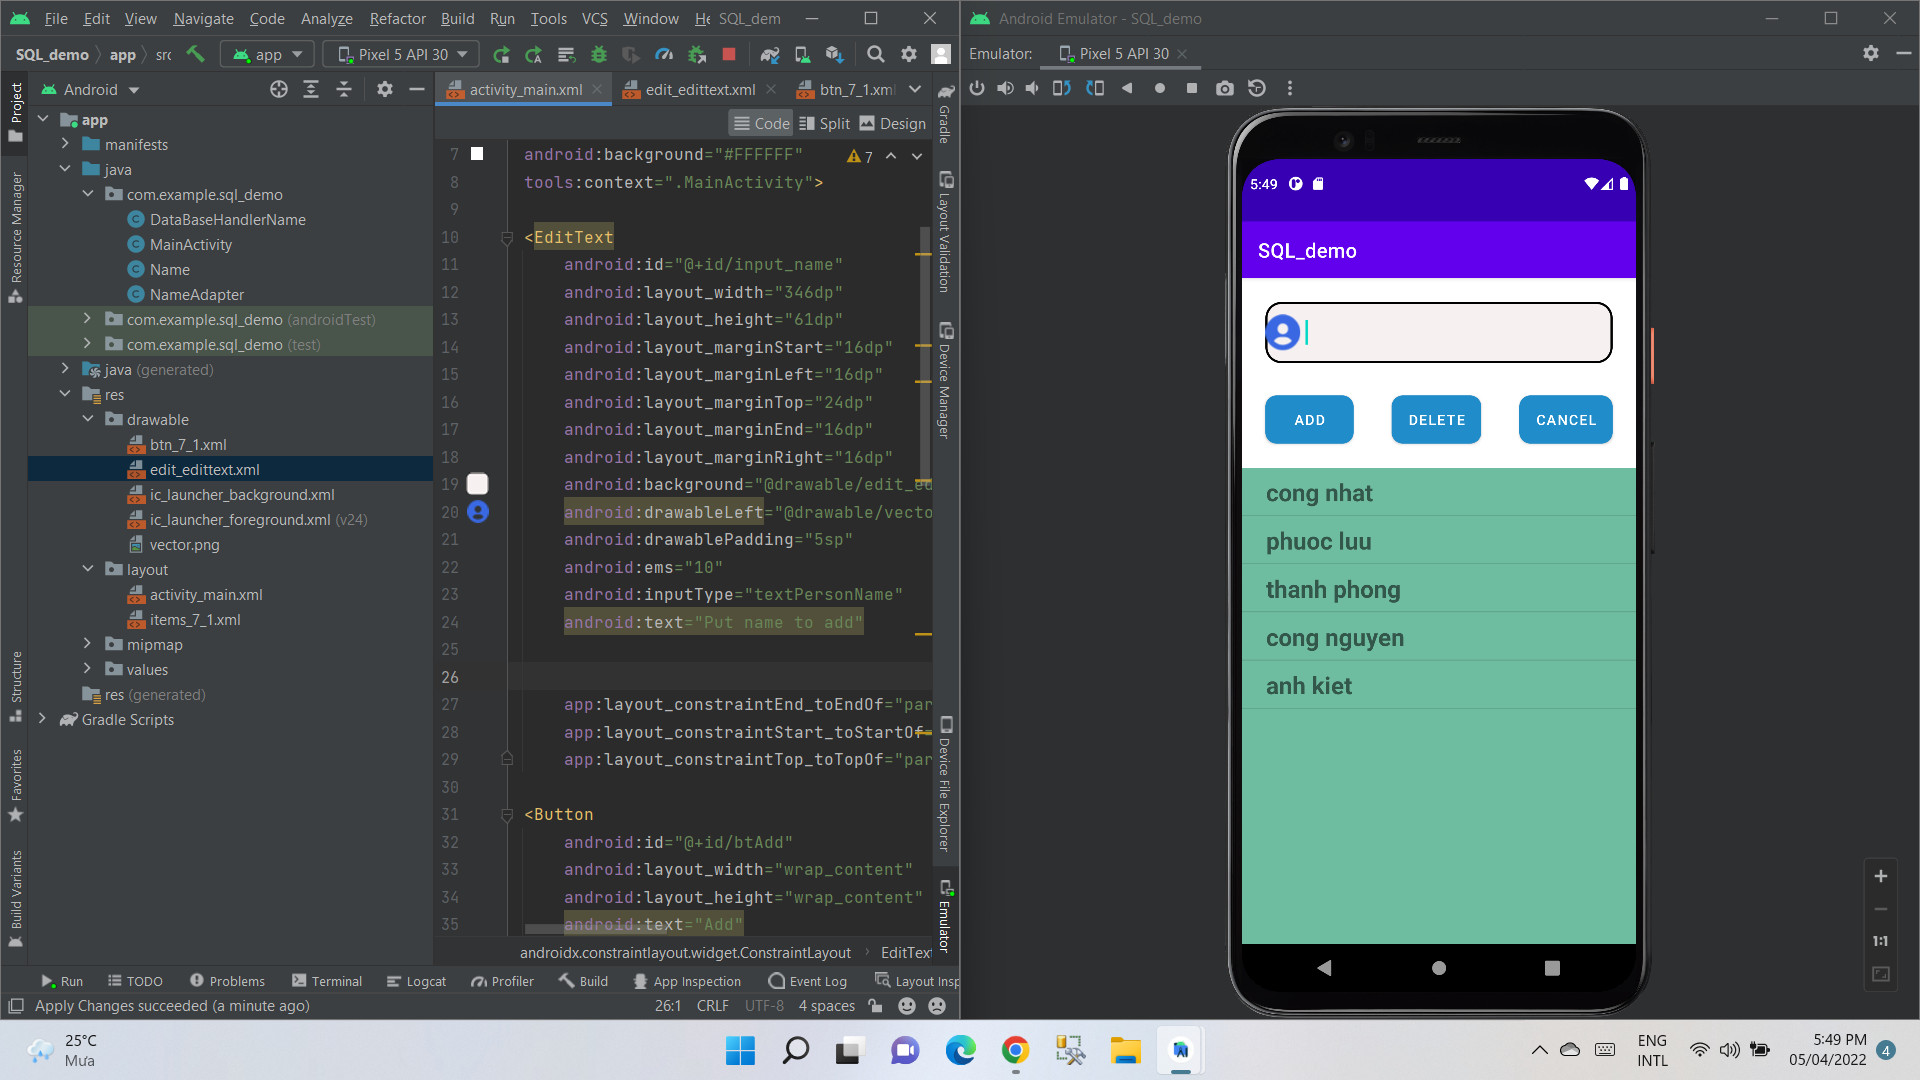 File Edit View Navigate Code Analyze Refactor Build Run Tools VCS Window He SQL_dem
SQL_demo app src app Pixel 5 API 30
Android
activity_main.xml edit_edittext.xml btn_7_1.xml
Code Split Design
Project
Resource Manager
Structure
Favorites
Build Variants
app
manifests
java
com.example.sql_demo
DataBaseHandlerName
MainActivity
Name
NameAdapter
com.example.sql_demo (androidTest)
com.example.sql_demo (test)
java (generated)
res
drawable
btn_7_1.xml
edit_edittext.xml
ic_launcher_background.xml
ic_launcher_foreground.xml (v24)
vector.png
layout
activity_main.xml
items_7_1.xml
mipmap
values
res (generated)
Gradle Scripts
7 android:background="#FFFFFF" 7
8 tools:context=".MainActivity">
9
10 <EditText
11 android:id="@+id/input_name"
12 android:layout_width="346dp"
13 android:layout_height="61dp"
14 android:layout_marginStart="16dp"
15 android:layout_marginLeft="16dp"
16 android:layout_marginTop="24dp"
17 android:layout_marginEnd="16dp"
18 android:layout_marginRight="16dp"
19 android:background="@drawable/edit_ed
20 android:drawableLeft="@drawable/vecto
21 android:drawablePadding="5sp"
22 android:ems="10"
23 android:inputType="textPersonName"
24 android:text="Put name to add"
25
26
27 app:layout_constraintEnd_toEndOf="par
28 app:layout_constraintStart_toStartOf=
29 app:layout_constraintTop_toTopOf="par
30
31 <Button
32 android:id="@+id/btAdd"
33 android:layout_width="wrap_content"
34 android:layout_height="wrap_content"
35 android:text="Add"
androidx.constraintlayout.widget.ConstraintLayout EditText
Gradle
Layout Validation
Device Manager
Device File Explorer
Emulator
Run TODO Problems Terminal Logcat Profiler Build App Inspection Event Log Layout Insp
Apply Changes succeeded (a minute ago) 26:1 CRLF UTF-8 4 spaces
Android Emulator - SQL_demo
Emulator: Pixel 5 API 30
5:49
SQL_demo
ADD DELETE CANCEL
cong nhat
phuoc luu
thanh phong
cong nguyen
anh kiet
1:1
25°C
Mưa
ENG
INTL
5:49 PM
05/04/2022
4